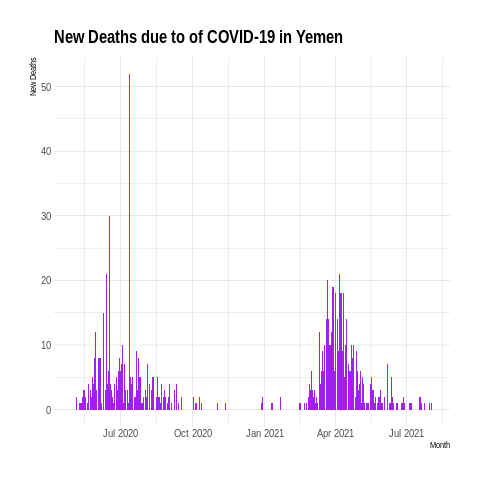 New Deaths due to of COVID-19 in Yemen
New Deaths
50
40
30
20
10
0
Jul 2020 Oct 2020 Jan 2021 Apr 2021 Jul 2021
Month